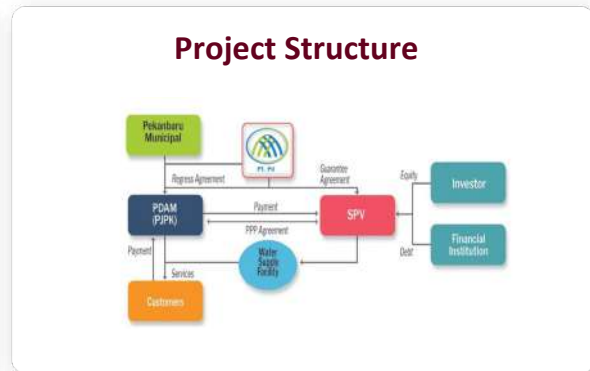 Project Structure
Pekanbaru
Municipal
PT. PII
Regress Agreement
Guarantee
Agreement
Equity
Investor
PDAM
(PJPK)
Payment
SPV
PPP Agreement
Financial
Institution
Debt
Payment
Water
Supply
Facility
Services
Customers